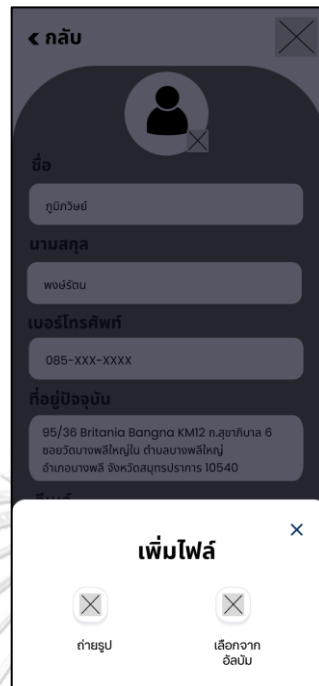 กลับ
ชื่อ
ภูมิภวิษย์
นามสกุล
พงษ์รัตน
เบอร์โทรศัพท์
085-XXX-XXXX
ที่อยู่ปัจจุบัน
95/36 Britania Bangna KM12 ถ.สุขาภิบาล 6
ซอยวัดบางพลีใหญ่ใน ตำบลบางพลีใหญ่
อำเภอบางพลี จังหวัดสมุทรปราการ 10540
เพิ่มไฟล์
ถ่ายรูป
เลือกจาก
อัลบัม